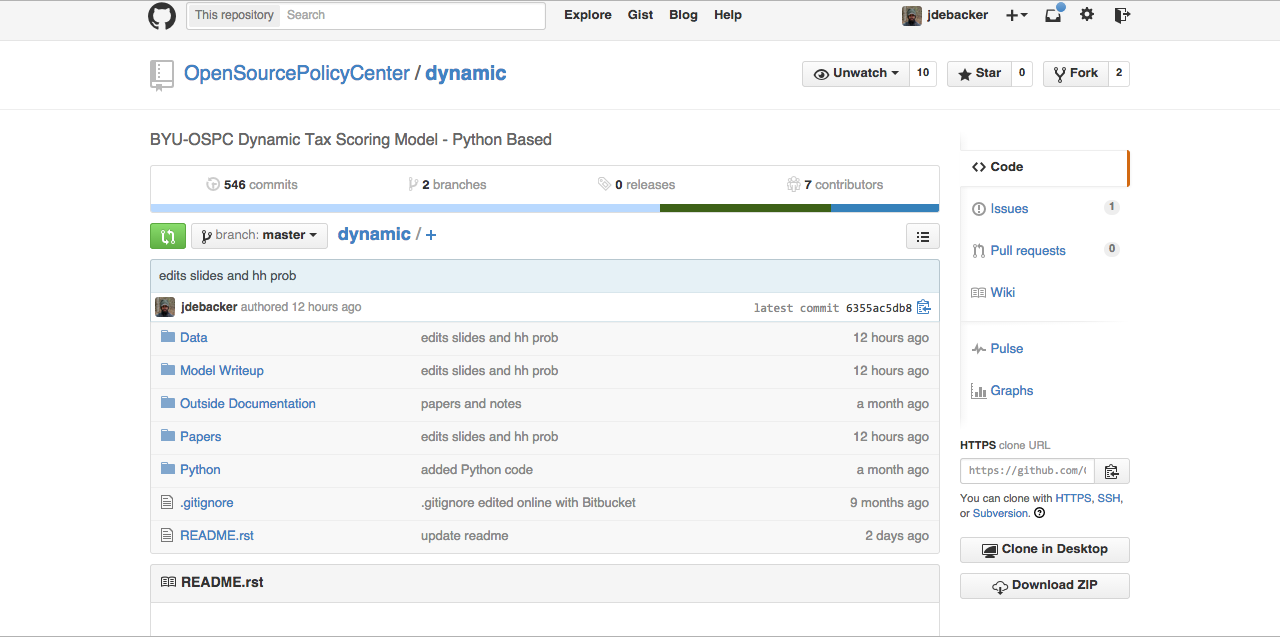 This repository Search Explore Gist Blog Help jdebacker
OpenSourcePolicyCenter / dynamic Unwatch 10 Star 0 Fork 2
BYU-OSPC Dynamic Tax Scoring Model - Python Based
546 commits 2 branches 0 releases 7 contributors
branch: master dynamic / +
edits slides and hh prob
jdebacker authored 12 hours ago latest commit 6355ac5db8
Data edits slides and hh prob 12 hours ago
Model Writeup edits slides and hh prob 12 hours ago
Outside Documentation papers and notes a month ago
Papers edits slides and hh prob 12 hours ago
Python added Python code a month ago
.gitignore .gitignore edited online with Bitbucket 9 months ago
README.rst update readme 2 days ago
README.rst
Code
Issues 1
Pull requests 0
Wiki
Pulse
Graphs
HTTPS clone URL
https://github.com/
You can clone with HTTPS, SSH,
or Subversion.
Clone in Desktop
Download ZIP